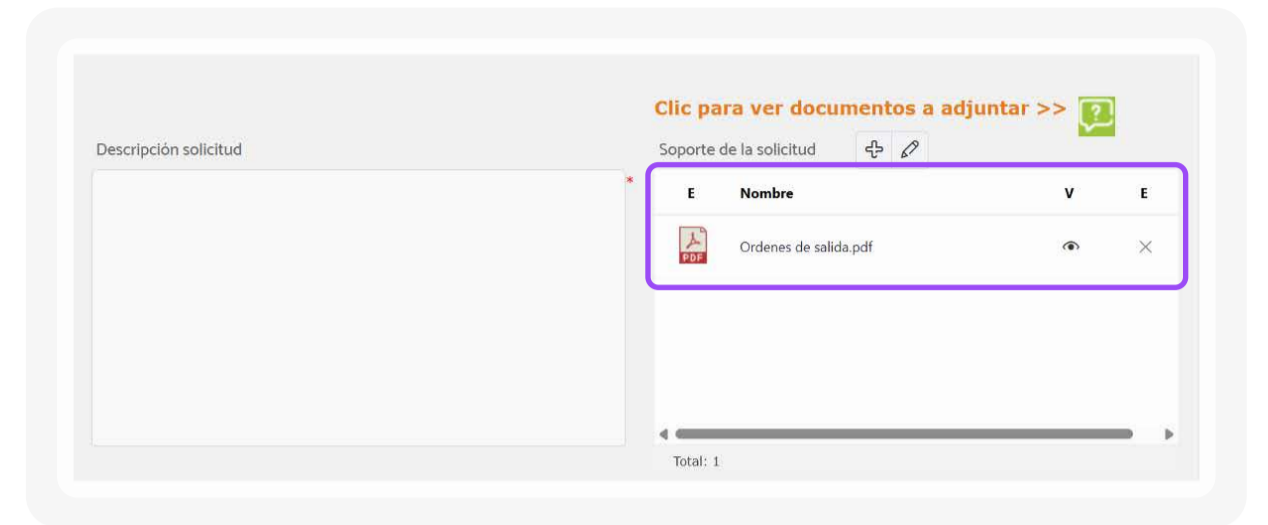 Clic para ver documentos a adjuntar >>
?
Descripción solicitud
Soporte de la solicitud
*
E Nombre V E
PDF
Ordenes de salida.pdf
Total: 1